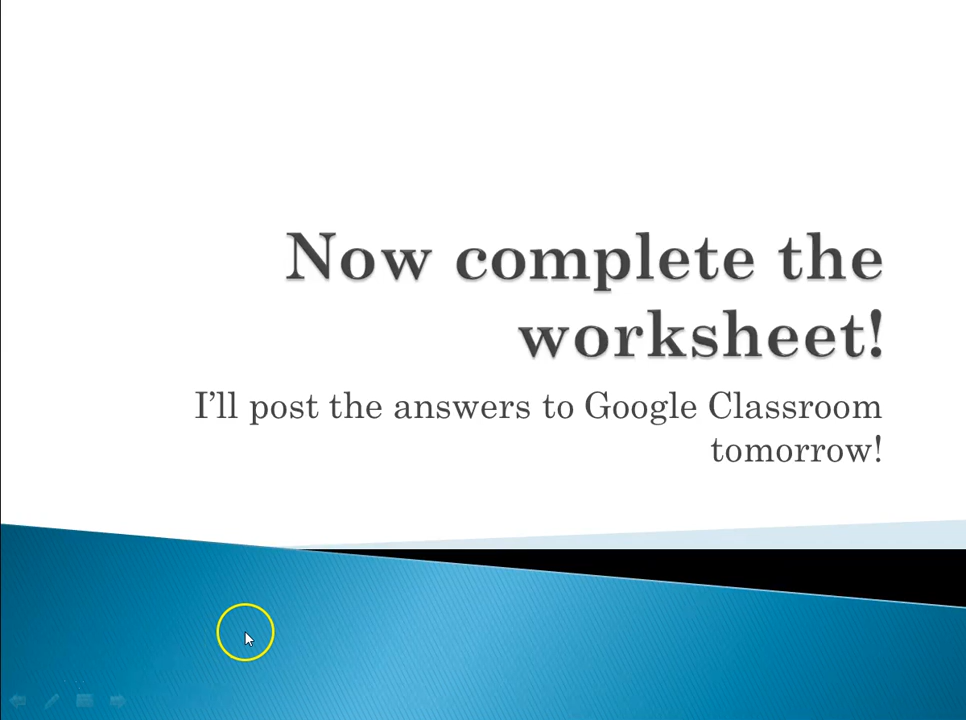 Now complete the
worksheet!
I’ll post the answers to Google Classroom
tomorrow!